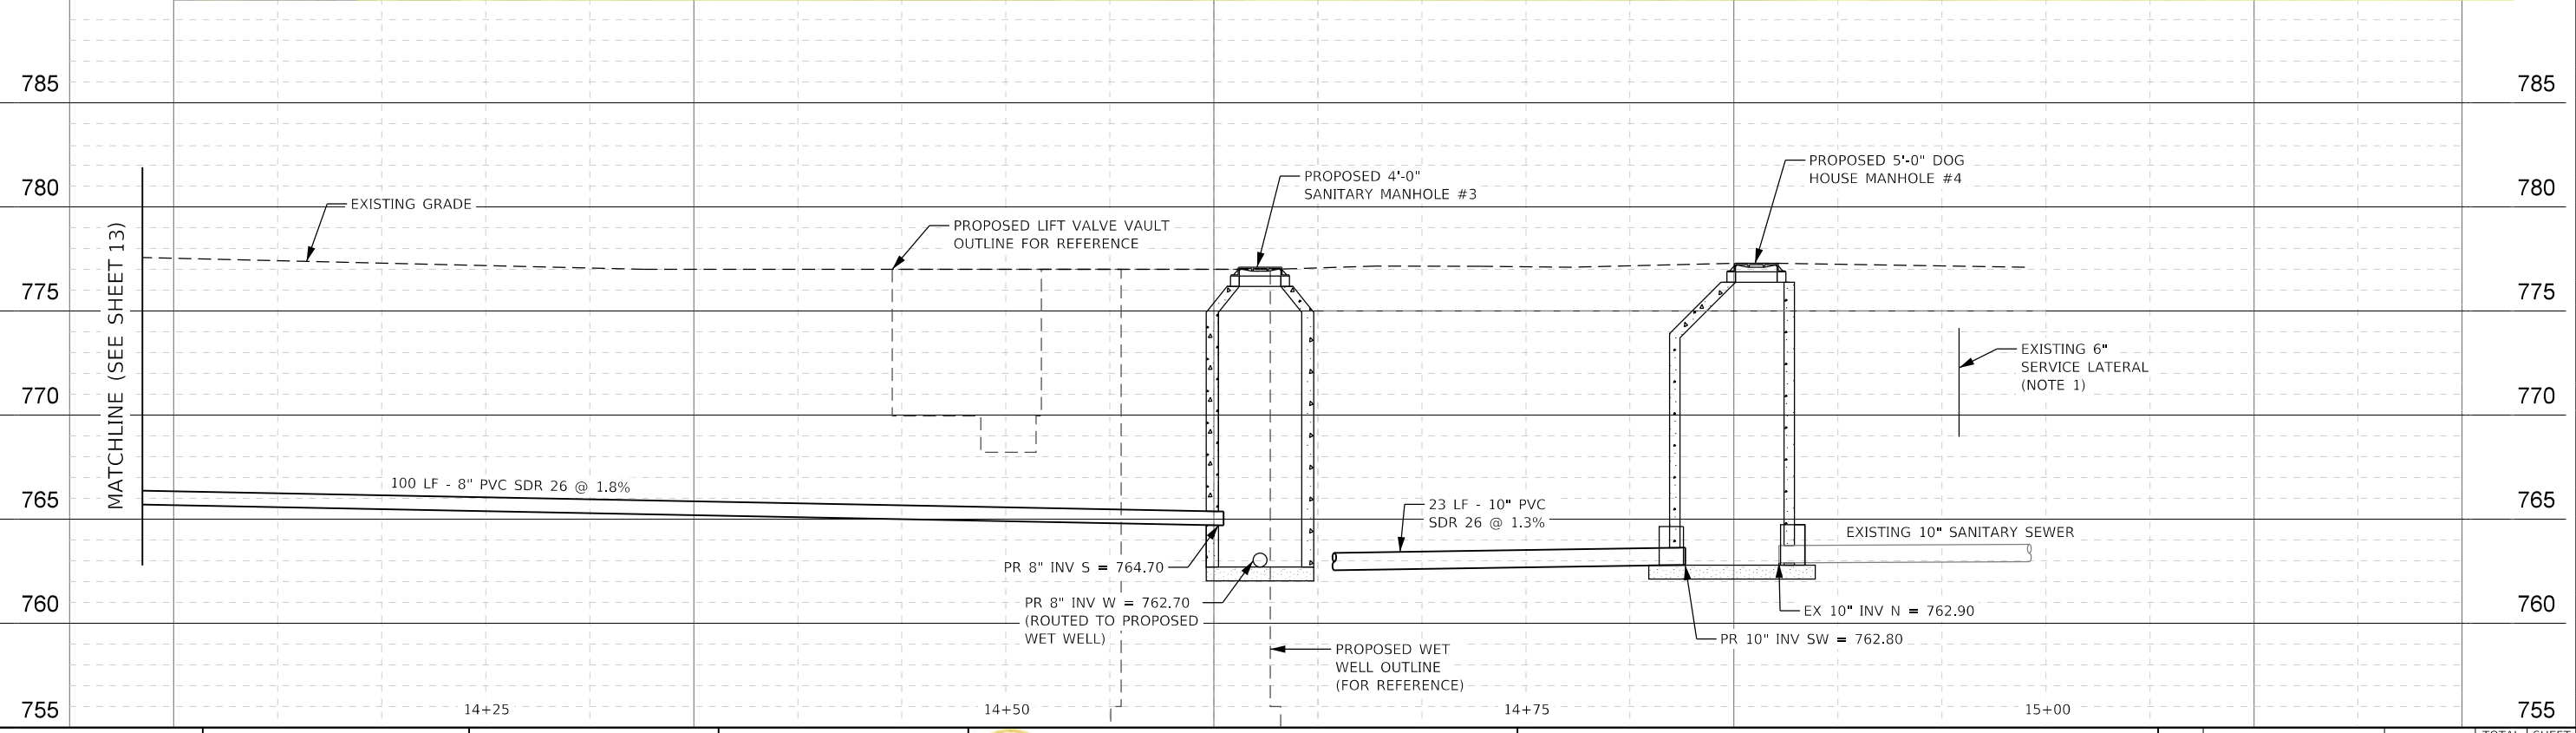 785
785
PROPOSED 5'-0" DOG
HOUSE MANHOLE #4
PROPOSED 4'-0"
SANITARY MANHOLE #3
780
780
EXISTING GRADE
PROPOSED LIFT VALVE VAULT
OUTLINE FOR REFERENCE
MATCHLINE (SEE SHEET 13)
775
775
EXISTING 6"
SERVICE LATERAL
(NOTE 1)
770
770
100 LF - 8" PVC SDR 26 @ 1.8%
765
765
23 LF - 10" PVC
SDR 26 @ 1.3%
EXISTING 10" SANITARY SEWER
PR 8" INV S = 764.70
PR 8" INV W = 762.70
(ROUTED TO PROPOSED
WET WELL)
760
760
EX 10" INV N = 762.90
PR 10" INV SW = 762.80
PROPOSED WET
WELL OUTLINE
(FOR REFERENCE)
755
14+25
14+50
14+75
15+00
755
TOTAL
SHEET